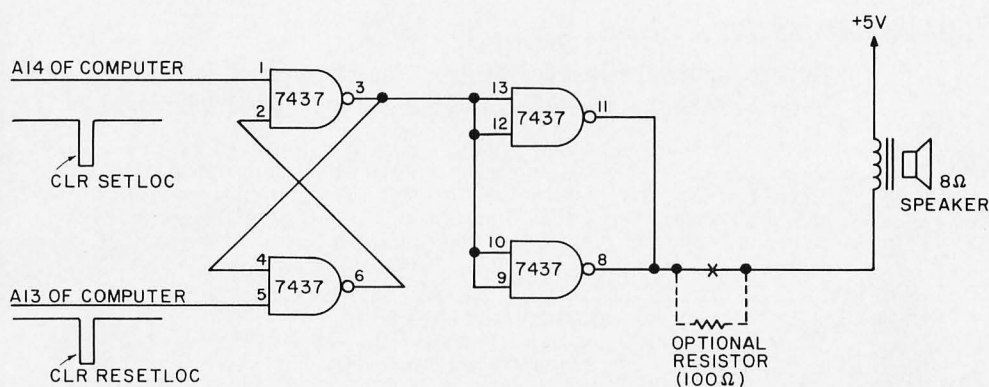 +5V
A14 OF COMPUTER
1
2
7437
3
13
12
7437
11
CLR SETLOC
8Ω
SPEAKER
4
5
7437
6
10
9
7437
8
A13 OF COMPUTER
CLR RESETLOC
OPTIONAL
RESISTOR
(100Ω)